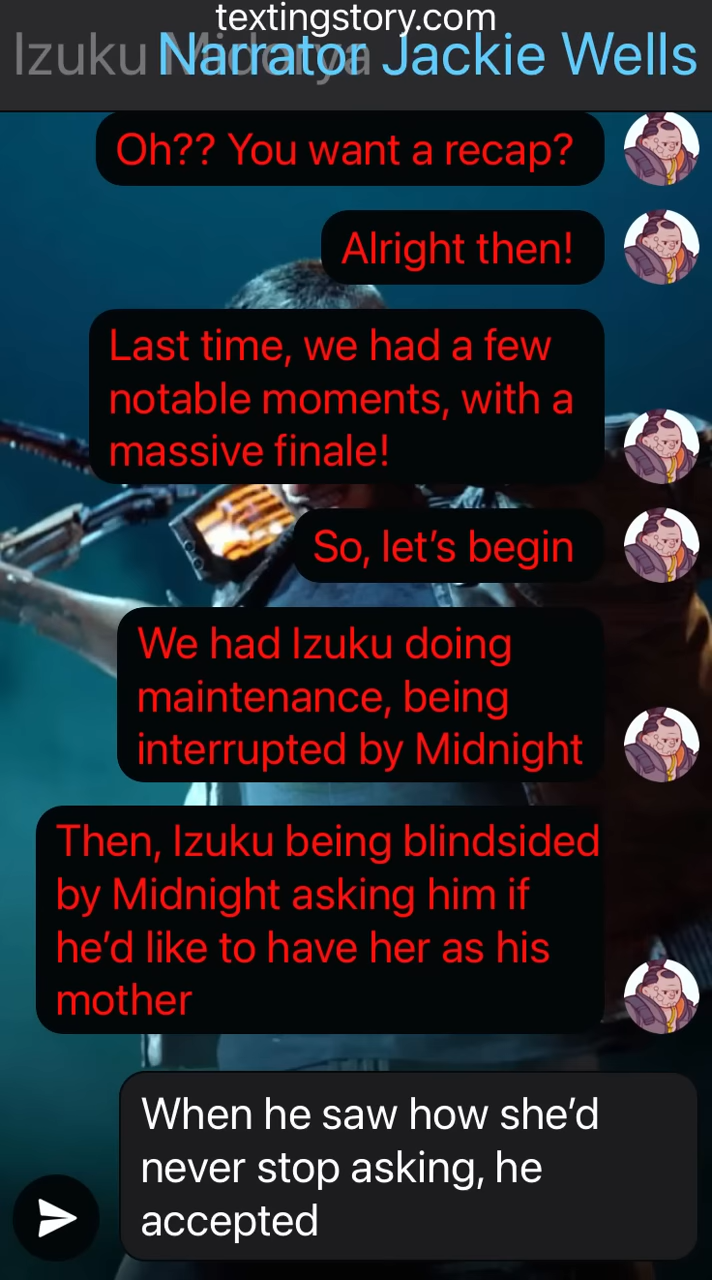 textingstory.com
Izuku Midoriya Narrator Jackie Wells
Oh?? You want a recap?
Alright then!
Last time, we had a few
notable moments, with a
massive finale!
So, let’s begin
We had Izuku doing
maintenance, being
interrupted by Midnight
Then, Izuku being blindsided
by Midnight asking him if
he’d like to have her as his
mother
When he saw how she’d
never stop asking, he
accepted